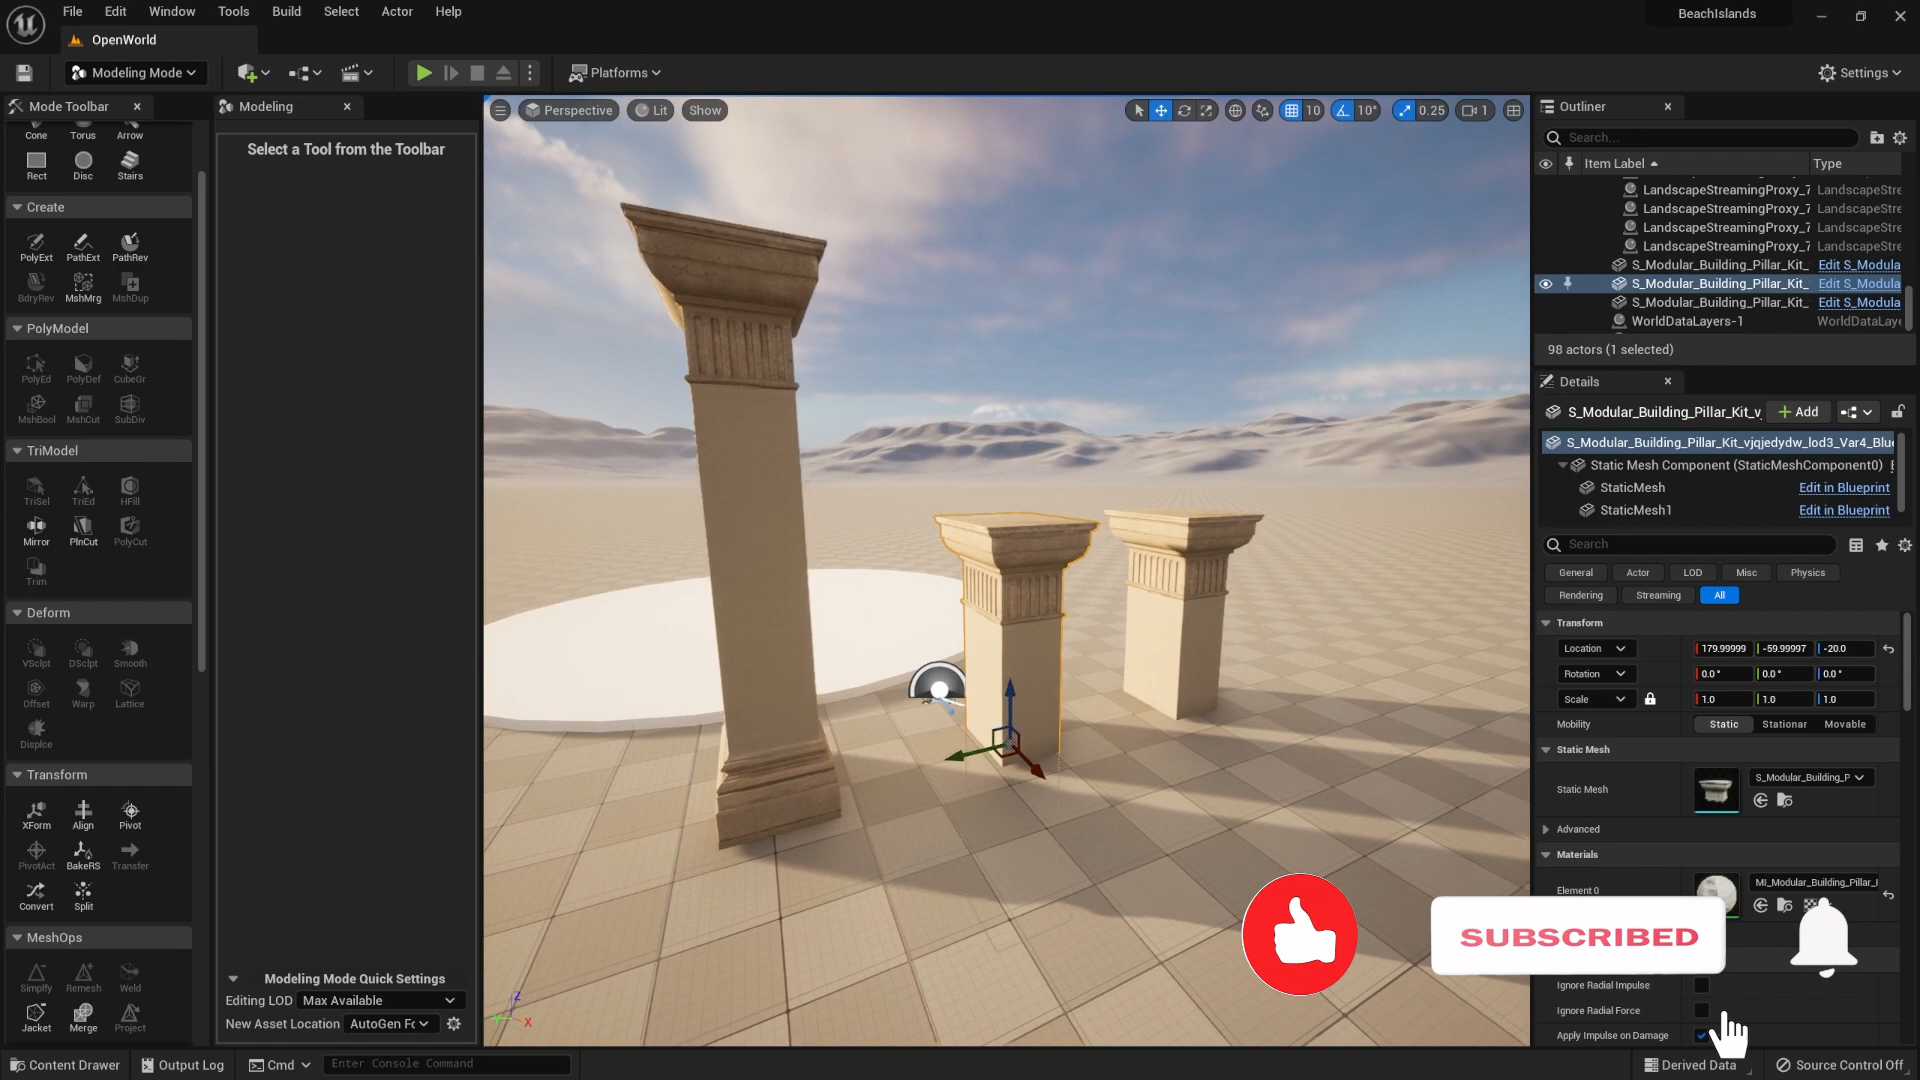 File Edit Window Tools Build Select Actor Help
BeachIslands
OpenWorld
Modeling Mode
Platforms
Settings
Mode Toolbar
Modeling
Perspective Lit Show
10 10° 0.25 1
Outliner
Cone Torus Arrow
Rect Disc Stairs
Create
PolyExt PathExt PathRev
BdryRev MshMrg MshDup
PolyModel
PolyEd PolyDef CubeGr
MshBool MshCut SubDiv
TriModel
TriSel TriEd HFill
Mirror PlnCut PolyCut
Trim
Deform
VSclpt DSclpt Smooth
Offset Warp Lattice
Displce
Transform
XForm Align Pivot
PivotAct BakeRS Transfer
Convert Split
MeshOps
Simplfy Remesh Weld
Jacket Merge Project
Select a Tool from the Toolbar
Modeling Mode Quick Settings
Editing LOD Max Available
New Asset Location AutoGen Fc
Z
X
Search...
Item Label Type
LandscapeStreamingProxy_7 LandscapeStre
LandscapeStreamingProxy_7 LandscapeStre
LandscapeStreamingProxy_7 LandscapeStre
LandscapeStreamingProxy_7 LandscapeStre
S_Modular_Building_Pillar_Kit_ Edit S_Modula
S_Modular_Building_Pillar_Kit_ Edit S_Modula
S_Modular_Building_Pillar_Kit_ Edit S_Modula
WorldDataLayers-1 WorldDataLaye
98 actors (1 selected)
Details
S_Modular_Building_Pillar_Kit_v Add
S_Modular_Building_Pillar_Kit_vjqjedydw_lod3_Var4_Blu
Static Mesh Component (StaticMeshComponent0)
StaticMesh Edit in Blueprint
StaticMesh1 Edit in Blueprint
Search
General Actor LOD Misc Physics
Rendering Streaming All
Transform
Location 179.99999 -59.99997 -20.0
Rotation 0.0° 0.0° 0.0°
Scale 1.0 1.0 1.0
Mobility Static Stationar Movable
Static Mesh
Static Mesh S_Modular_Building_P
Advanced
Materials
Element 0 MI_Modular_Building_Pillar_
SUBSCRIBED
Ignore Radial Impulse
Ignore Radial Force
Apply Impulse on Damage
Content Drawer Output Log Cmd Enter Console Command
Derived Data Source Control Off